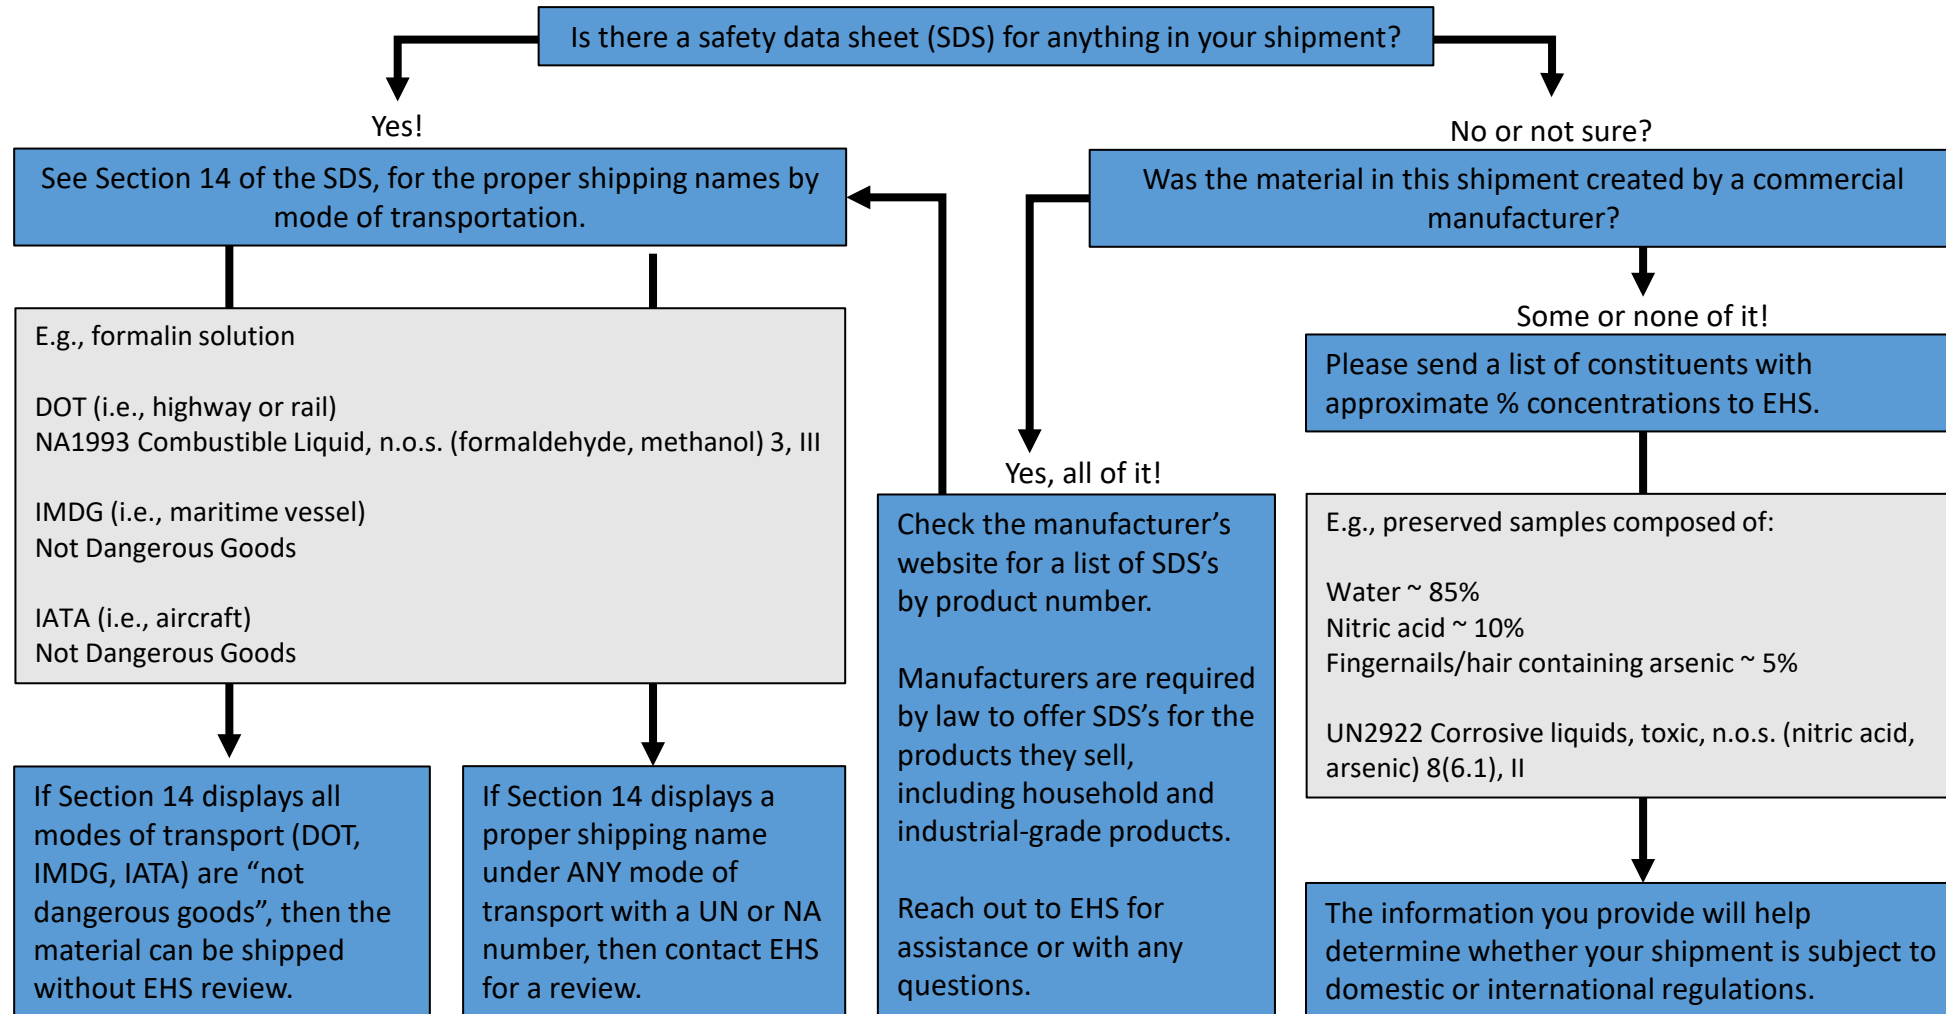 Is there a safety data sheet (SDS) for anything in your shipment?
Yes!
See Section 14 of the SDS, for the proper shipping names by
mode of transportation.
E.g., formalin solution
DOT (i.e., highway or rail)
NA1993 Combustible Liquid, n.o.s. (formaldehyde, methanol) 3, III
IMDG (i.e., maritime vessel)
Not Dangerous Goods
IATA (i.e., aircraft)
Not Dangerous Goods
If Section 14 displays all
modes of transport (DOT,
IMDG, IATA) are “not
dangerous goods”, then the
material can be shipped
without EHS review.
If Section 14 displays a
proper shipping name
under ANY mode of
transport with a UN or NA
number, then contact EHS
for a review.
No or not sure?
Was the material in this shipment created by a commercial
manufacturer?
Yes, all of it!
Check the manufacturer’s
website for a list of SDS’s
by product number.
Manufacturers are required
by law to offer SDS’s for the
products they sell,
including household and
industrial-grade products.
Reach out to EHS for
assistance or with any
questions.
Some or none of it!
Please send a list of constituents with
approximate % concentrations to EHS.
E.g., preserved samples composed of:
Water ~ 85%
Nitric acid ~ 10%
Fingernails/hair containing arsenic ~ 5%
UN2922 Corrosive liquids, toxic, n.o.s. (nitric acid,
arsenic) 8(6.1), II
The information you provide will help
determine whether your shipment is subject to
domestic or international regulations.